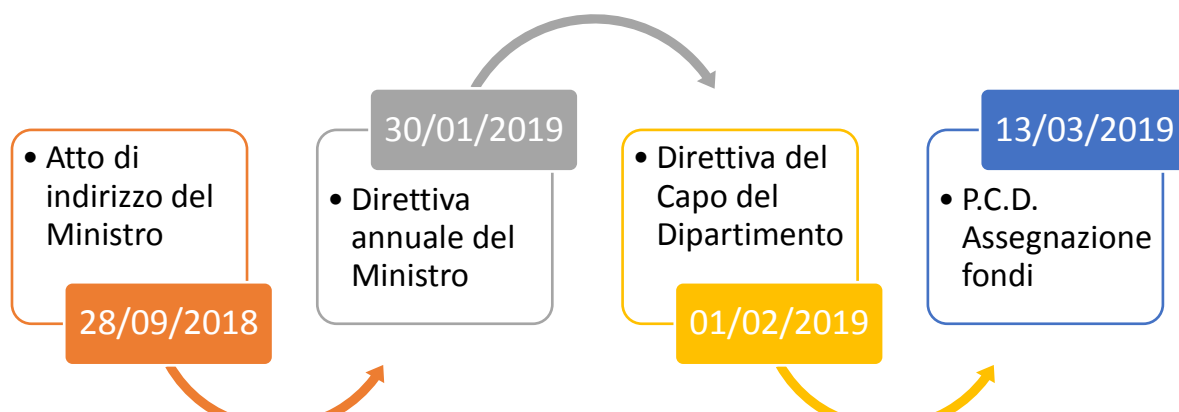 • Atto di
indirizzo del
Ministro
28/09/2018
30/01/2019
• Direttiva
annuale del
Ministro
• Direttiva del
Capo del
Dipartimento
01/02/2019
13/03/2019
• P.C.D.
Assegnazione
fondi